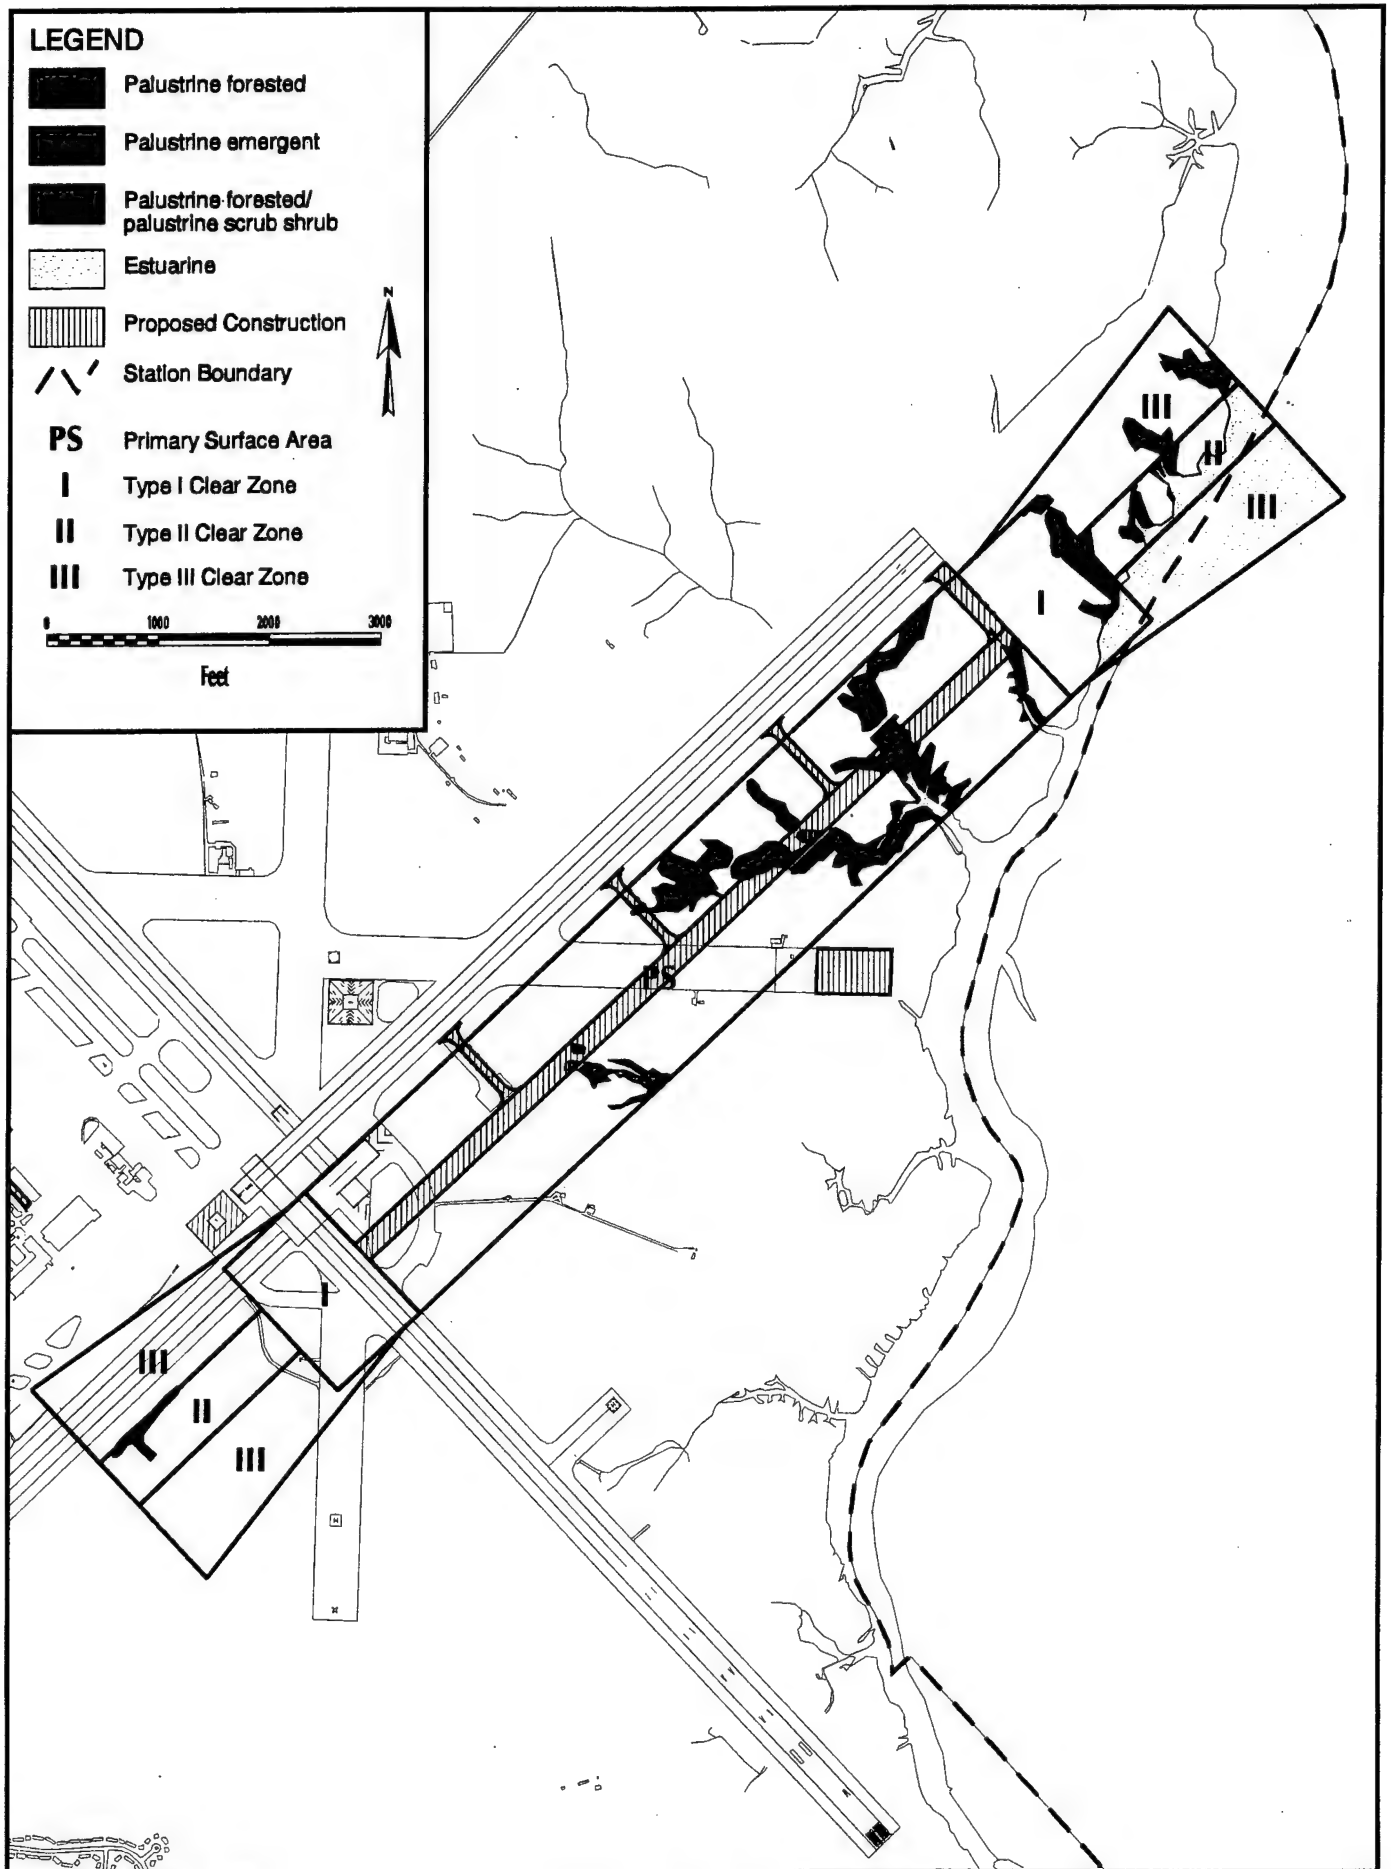 LEGEND
Palustrine forested
Palustrine emergent
Palustrine forested/
palustrine scrub shrub
Estuarine
Proposed Construction
N
Station Boundary
PS Primary Surface Area
I Type I Clear Zone
II Type II Clear Zone
III Type III Clear Zone
0 1000 2000 3000
Feet
III
II
III
I
PS
I
III
II
III